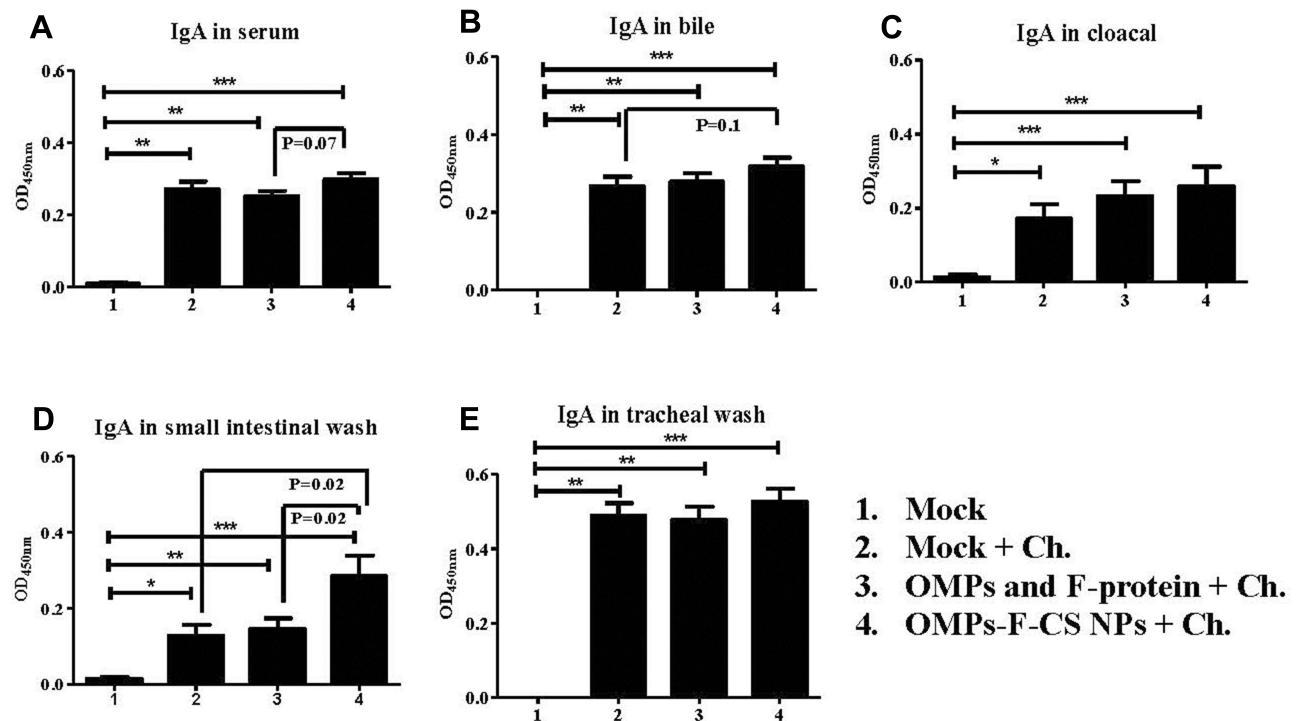 A
IgA in serum
0.6
0.4
0.2
0.0
OD450nm
***
**
**
P=0.07
1 2 3 4
B
IgA in bile
0.6
0.4
0.2
0.0
OD450nm
***
**
**
P=0.1
1 2 3 4
C
IgA in cloacal
0.6
0.4
0.2
0.0
OD450nm
***
***
*
1 2 3 4
D
IgA in small intestinal wash
0.6
0.4
0.2
0.0
OD450nm
P=0.02
P=0.02
***
**
*
1 2 3 4
E
IgA in tracheal wash
0.6
0.4
0.2
0.0
OD450nm
***
**
**
1 2 3 4
1. Mock
2. Mock + Ch.
3. OMPs and F-protein + Ch.
4. OMPs-F-CS NPs + Ch.